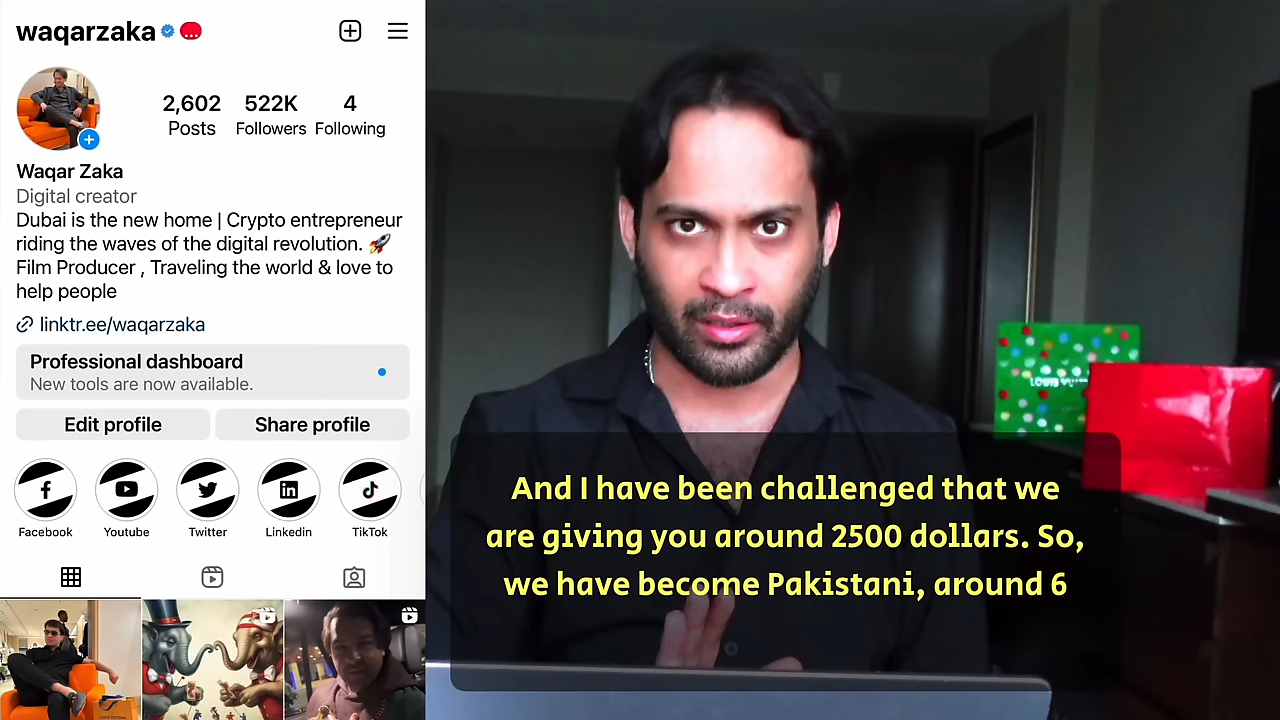 waqarzaka
2,602
522K
4
Posts
Followers
Following
Waqar Zaka
Digital creator
Dubai is the new home | Crypto entrepreneur
riding the waves of the digital revolution. 🚀
Film Producer , Traveling the world & love to
help people
linktr.ee/waqarzaka
Professional dashboard
New tools are now available.
Edit profile
Share profile
Facebook
Youtube
Twitter
Linkedin
TikTok
And I have been challenged that we
are giving you around 2500 dollars. So,
we have become Pakistani, around 6